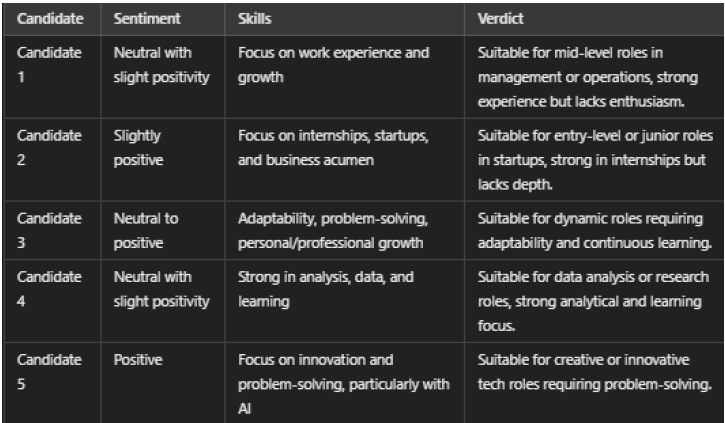 Candidate Sentiment Skills Verdict
Candidate Neutral with Focus on work experience and Suitable for mid-level roles in
1 slight positivity growth management or operations, strong
experience but lacks enthusiasm.
Candidate Slightly Focus on internships, startups, Suitable for entry-level or junior roles
2 positive and business acumen in startups, strong in internships but
lacks depth.
Candidate Neutral to Adaptability, problem-solving, Suitable for dynamic roles requiring
3 positive personal/professional growth adaptability and continuous learning.
Candidate Neutral with Strong in analysis, data, and Suitable for data analysis or research
4 slight positivity learning roles, strong analytical and learning
focus.
Candidate Positive Focus on innovation and Suitable for creative or innovative
5 problem-solving, particularly with tech roles requiring problem-solving.
AI